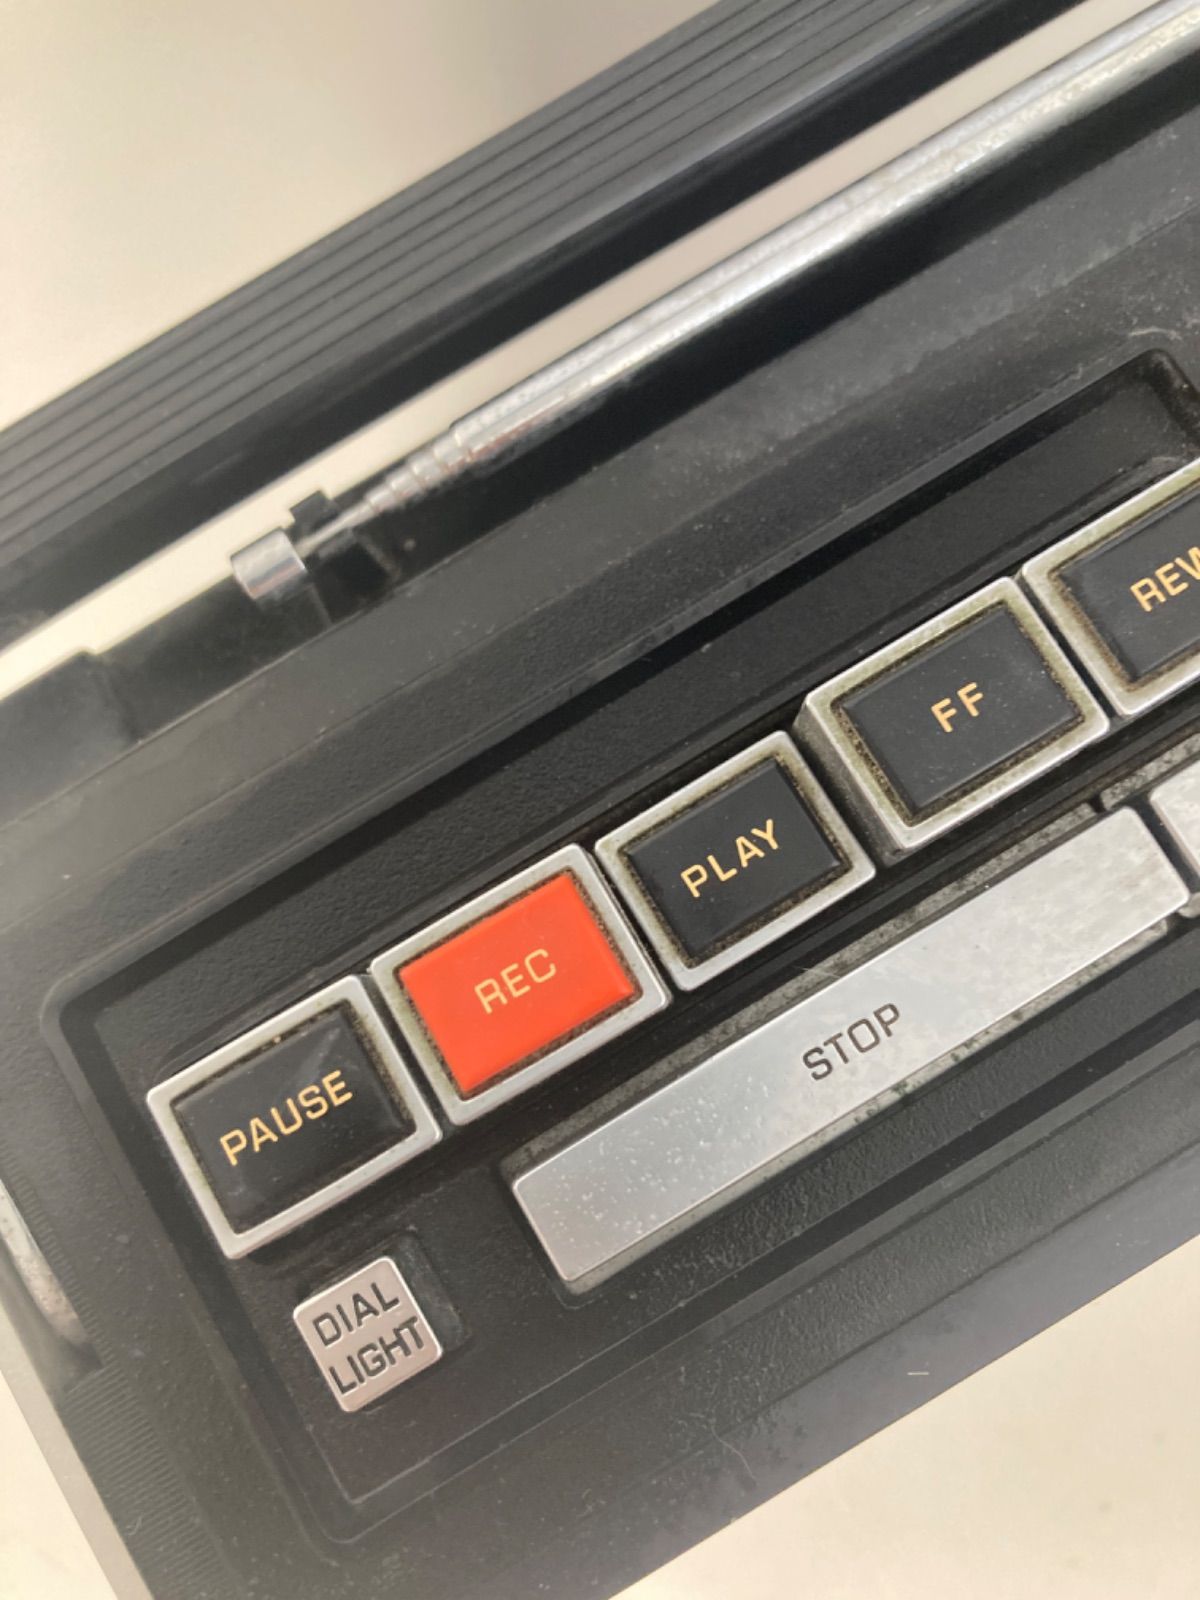 PAUSE
REC
PLAY
FF
REW
STOP
DIAL
LIGHT